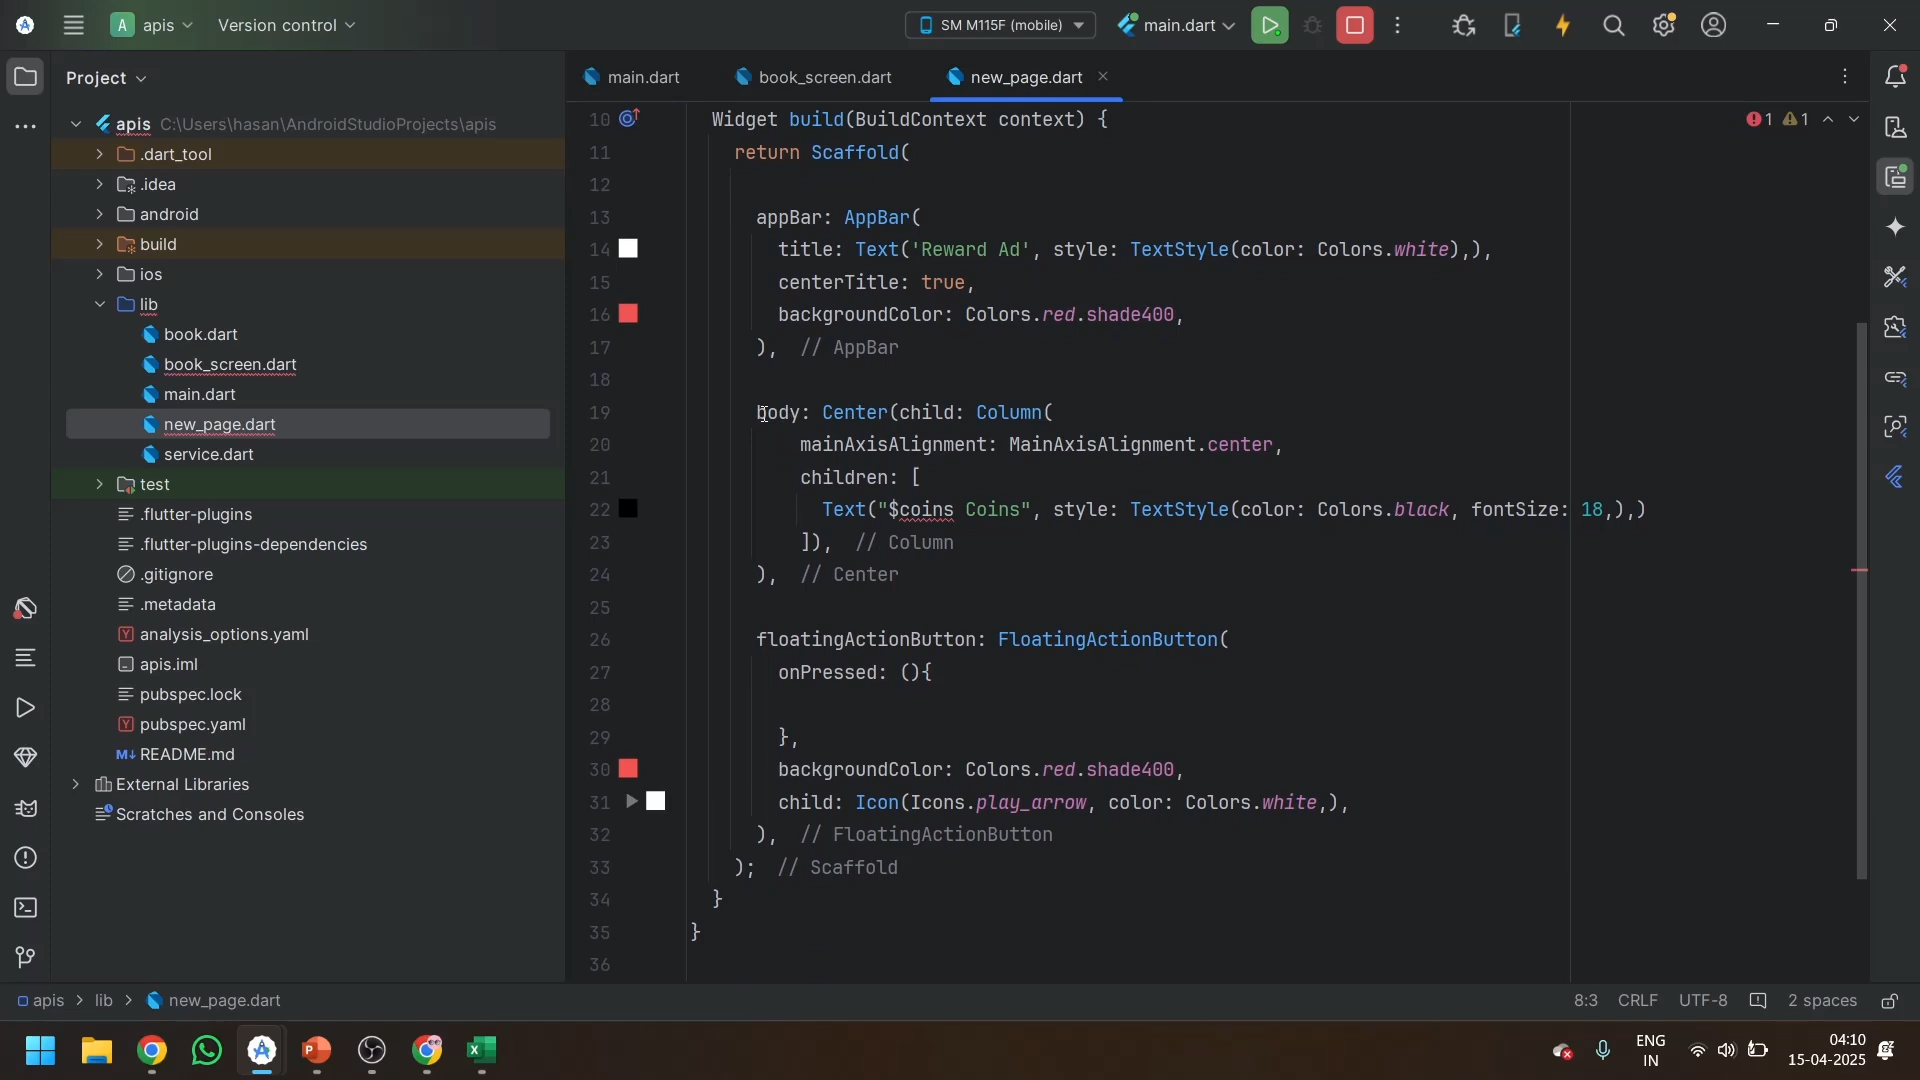 A apis Version control SM M115F (mobile) main.dart
Project
main.dart book_screen.dart new_page.dart
apis C:\Users\hasan\AndroidStudioProjects\apis
.dart_tool
.idea
android
build
ios
lib
book.dart
book_screen.dart
main.dart
new_page.dart
service.dart
test
.flutter-plugins
.flutter-plugins-dependencies
.gitignore
.metadata
analysis_options.yaml
apis.iml
pubspec.lock
pubspec.yaml
M↓ README.md
External Libraries
Scratches and Consoles
1 1
10 Widget build(BuildContext context) {
11 return Scaffold(
12
13 appBar: AppBar(
14 title: Text('Reward Ad', style: TextStyle(color: Colors.white),),
15 centerTitle: true,
16 backgroundColor: Colors.red.shade400,
17 ), // AppBar
18
19 body: Center(child: Column(
20 mainAxisAlignment: MainAxisAlignment.center,
21 children: [
22 Text("$coins Coins", style: TextStyle(color: Colors.black, fontSize: 18,),)
23 ]), // Column
24 ), // Center
25
26 floatingActionButton: FloatingActionButton(
27 onPressed: (){
28
29 },
30 backgroundColor: Colors.red.shade400,
31 child: Icon(Icons.play_arrow, color: Colors.white,),
32 ), // FloatingActionButton
33 ); // Scaffold
34 }
35 }
36
apis > lib > new_page.dart 8:3 CRLF UTF-8 2 spaces
ENG
IN
04:10
15-04-2025